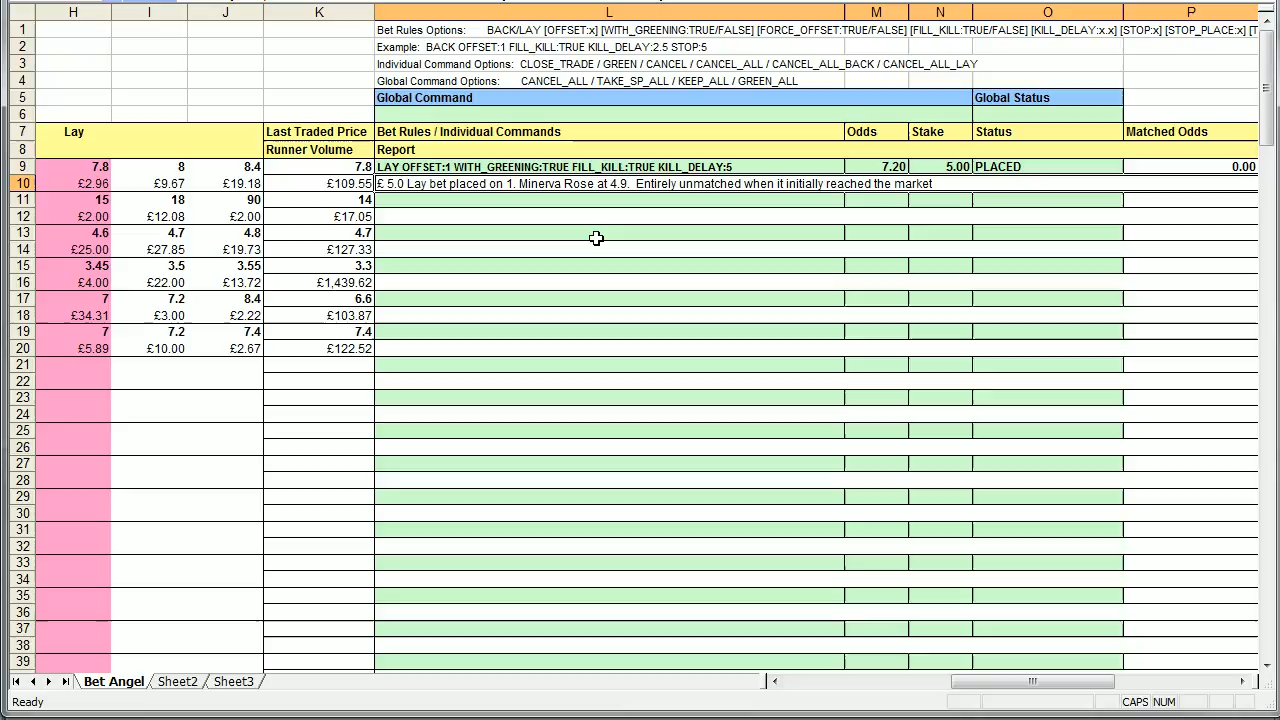 H I J K L M N O P
1 Bet Rules Options: BACK/LAY [OFFSET:x] [WITH_GREENING:TRUE/FALSE] [FORCE_OFFSET:TRUE/FALSE] [FILL_KILL:TRUE/FALSE] [KILL_DELAY:x.x] [STOP:x] [STOP_PLACE:x] [T
2 Example: BACK OFFSET:1 FILL_KILL:TRUE KILL_DELAY:2.5 STOP:5
3 Individual Command Options: CLOSE_TRADE / GREEN / CANCEL / CANCEL_ALL / CANCEL_ALL_BACK / CANCEL_ALL_LAY
4 Global Command Options: CANCEL_ALL / TAKE_SP_ALL / KEEP_ALL / GREEN_ALL
5 Global Command Global Status
6
7 Lay Last Traded Price Bet Rules / Individual Commands Odds Stake Status Matched Odds
8 Runner Volume Report
9 7.8 8 8.4 7.8 LAY OFFSET:1 WITH_GREENING:TRUE FILL_KILL:TRUE KILL_DELAY:5 7.20 5.00 PLACED 0.00
10 £2.96 £9.67 £19.18 £109.55 £ 5.0 Lay bet placed on 1. Minerva Rose at 4.9. Entirely unmatched when it initially reached the market
11 15 18 90 14
12 £2.00 £12.08 £2.00 £17.05
13 4.6 4.7 4.8 4.7
14 £25.00 £27.85 £19.73 £127.33
15 3.45 3.5 3.55 3.3
16 £4.00 £22.00 £13.72 £1,439.62
17 7 7.2 8.4 6.6
18 £34.31 £3.00 £2.22 £103.87
19 7 7.2 7.4 7.4
20 £5.89 £10.00 £2.67 £122.52
21
22
23
24
25
26
27
28
29
30
31
32
33
34
35
36
37
38
39
Bet Angel Sheet2 Sheet3
Ready CAPS NUM